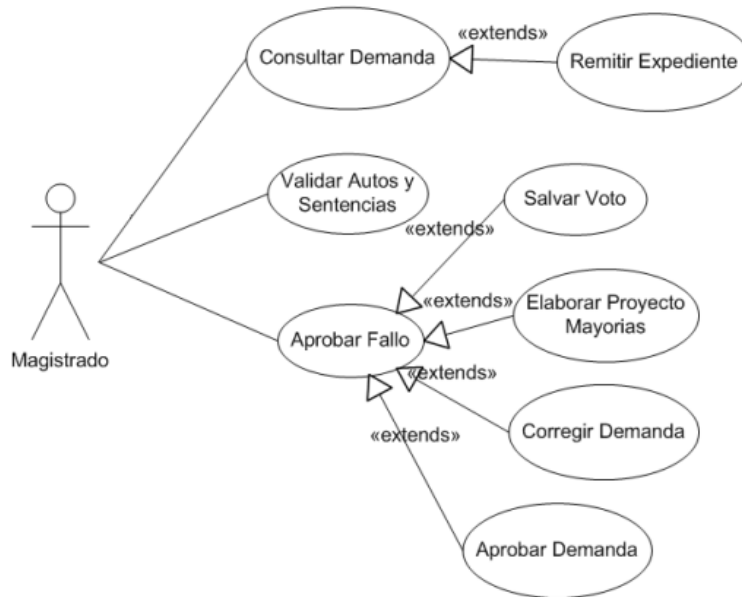 «extends»
Consultar Demanda
Remitir Expediente
Validar Autos y
Sentencias
Salvar Voto
«extends»
Elaborar Proyecto
Mayorias
«extends»
Aprobar Fallo
Magistrado
«extends»
Corregir Demanda
«extends»
Aprobar Demanda